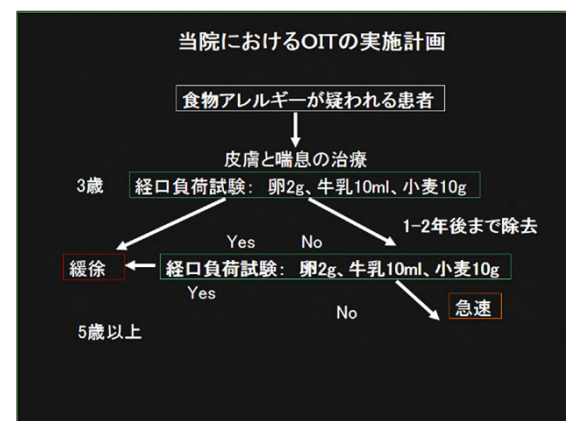 当院におけるOITの実施計画
食物アレルギーが疑われる患者
皮膚と喘息の治療
3歳 経口負荷試験: 卵2g、牛乳10ml、小麦10g
1-2年後まで除去
Yes No
緩徐 経口負荷試験: 卵2g、牛乳10ml、小麦10g
Yes
No 急速
5歳以上